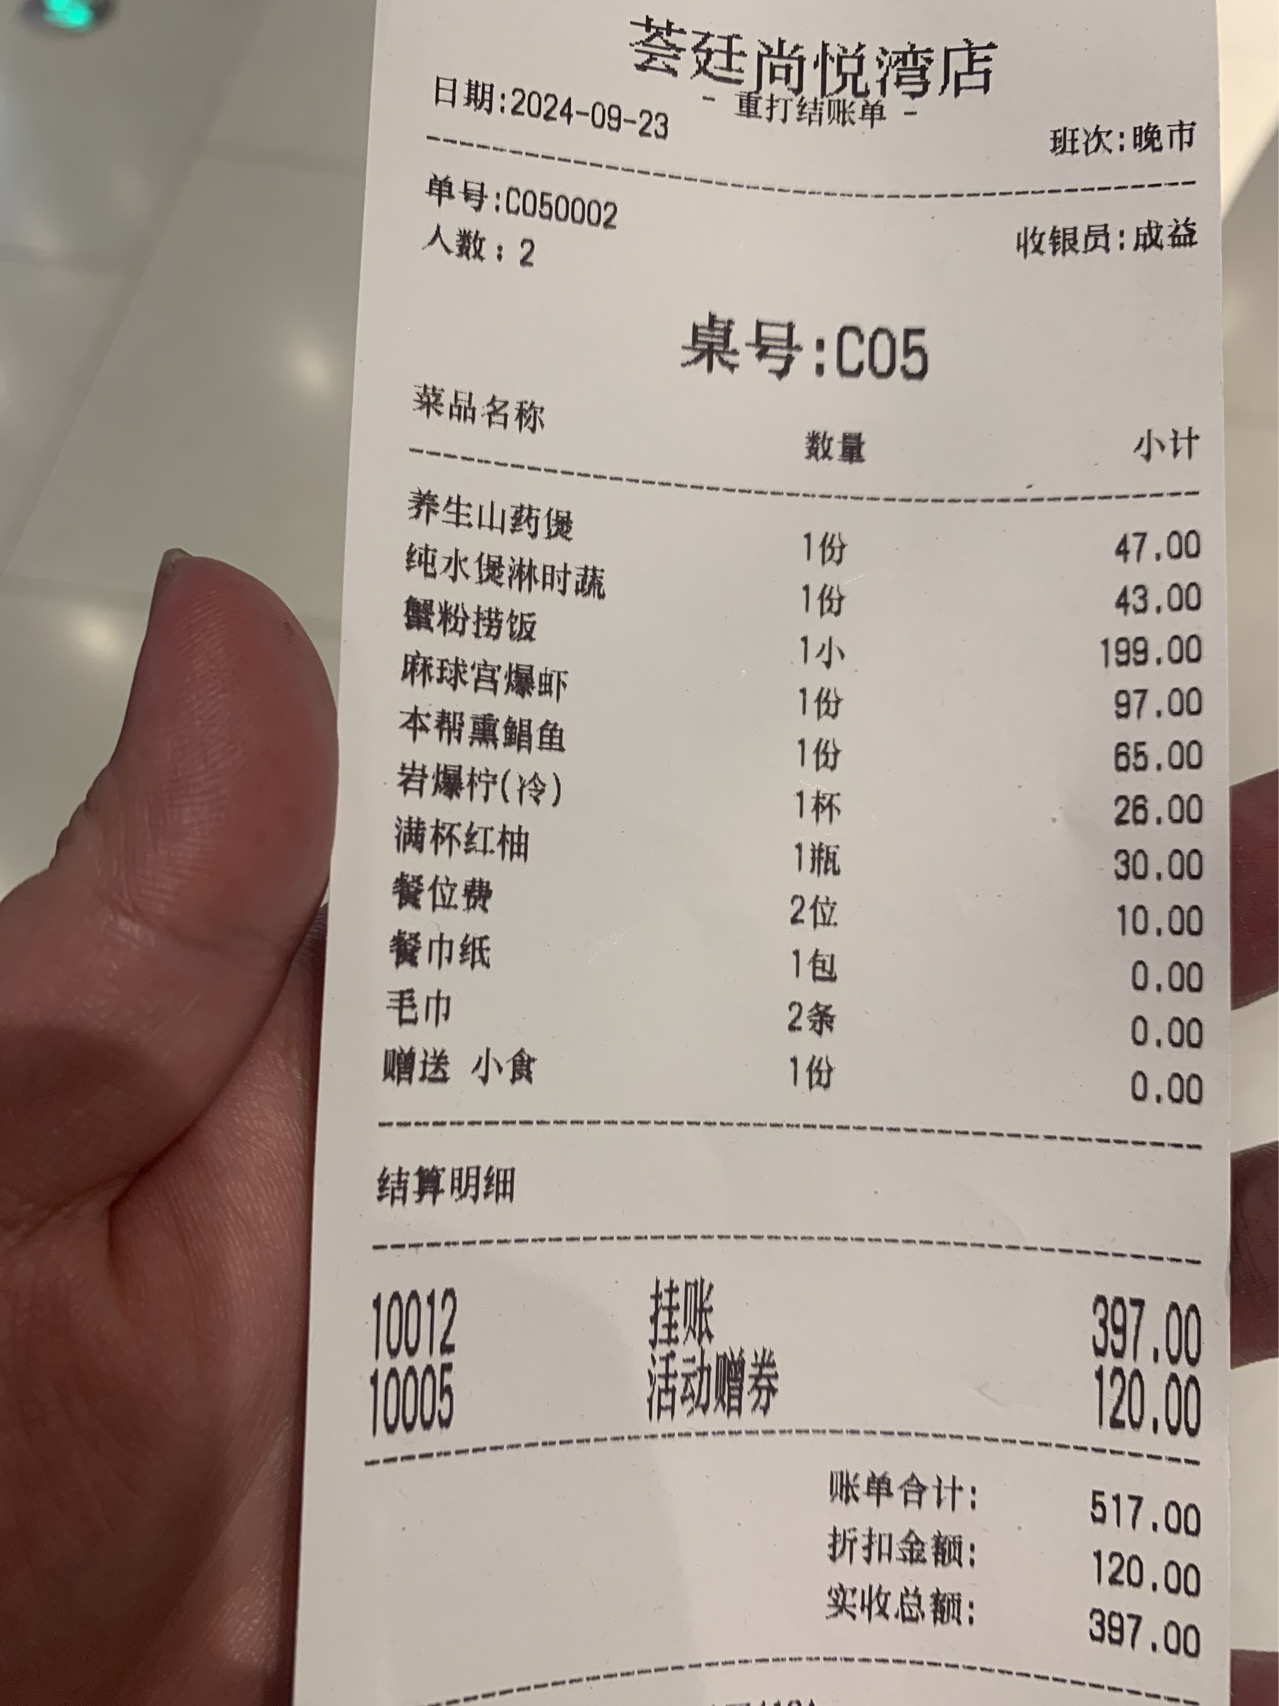 荟廷尚悦湾店
- 重打结账单 -
日期:2024-09-23 班次:晚市
单号:C050002 收银员:成益
人数:2
桌号:C05
菜品名称 数量 小计
养生山药煲 1份 47.00
纯水煲淋时蔬 1份 43.00
蟹粉捞饭 1小 199.00
麻球宫爆虾 1份 97.00
本帮熏鲳鱼 1份 65.00
岩爆柠(冷) 1杯 26.00
满杯红柚 1瓶 30.00
餐位费 2位 10.00
餐巾纸 1包 0.00
毛巾 2条 0.00
赠送 小食 1份 0.00
结算明细
10012 挂账 397.00
10005 活动赠券 120.00
账单合计: 517.00
折扣金额: 120.00
实收总额: 397.00